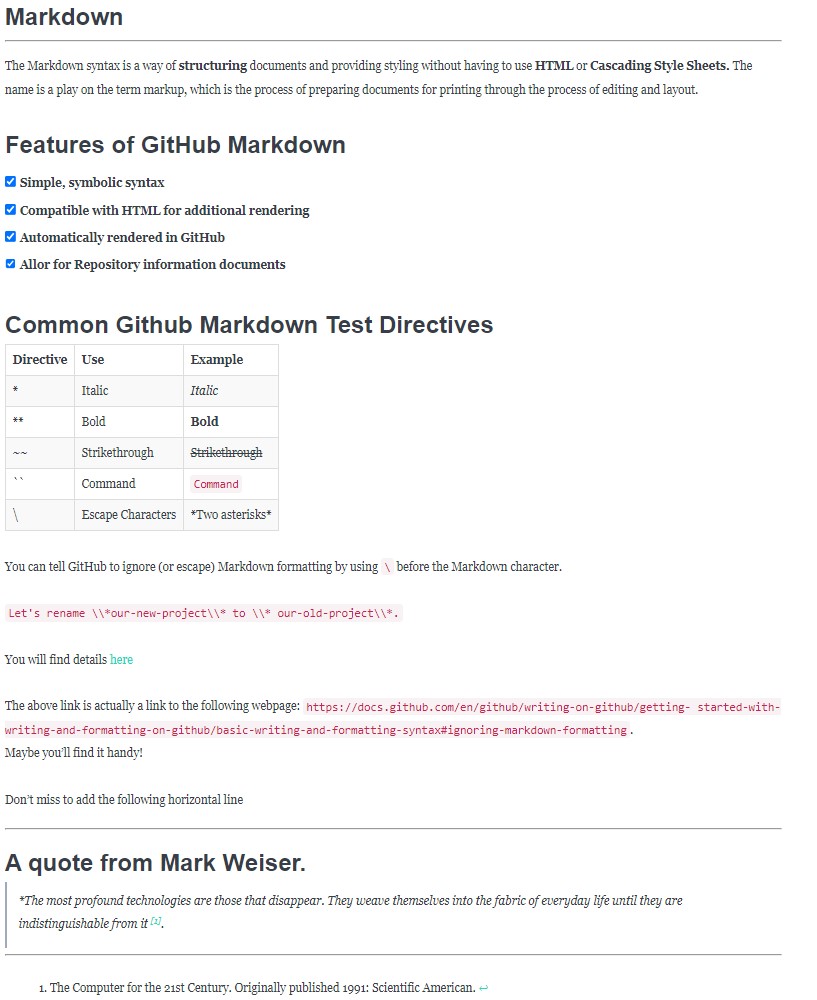 Markdown
The Markdown syntax is a way of structuring documents and providing styling without having to use HTML or Cascading Style Sheets. The
name is a play on the term markup, which is the process of preparing documents for printing through the process of editing and layout.
Features of GitHub Markdown
Simple, symbolic syntax
Compatible with HTML for additional rendering
Automatically rendered in GitHub
Allor for Repository information documents
Common Github Markdown Test Directives
Directive Use Example
* Italic Italic
** Bold Bold
~~ Strikethrough Strikethrough
`` Command Command
\ Escape Characters *Two asterisks*
You can tell GitHub to ignore (or escape) Markdown formatting by using \ before the Markdown character.
Let's rename \\*our-new-project\\* to \\* our-old-project\\*.
You will find details here
The above link is actually a link to the following webpage: https://docs.github.com/en/github/writing-on-github/getting- started-with-
writing-and-formatting-on-github/basic-writing-and-formatting-syntax#ignoring-markdown-formatting .
Maybe you'll find it handy!
Don't miss to add the following horizontal line
A quote from Mark Weiser.
*The most profound technologies are those that disappear. They weave themselves into the fabric of everyday life until they are
indistinguishable from it [1].
1. The Computer for the 21st Century. Originally published 1991: Scientific American. ↩